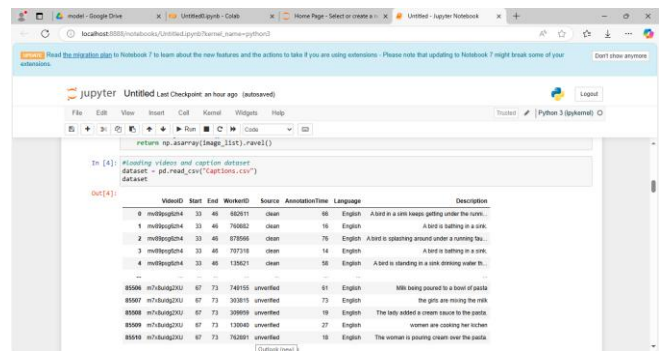 model - Google Drive
Untitled0.ipynb - Colab
Home Page - Select or create a n
Untitled - Jupyter Notebook
localhost:8888/notebooks/Untitled.ipynb?kernel_name=python3
UPDATE Read the migration plan to Notebook 7 to learn about the new features and the actions to take if you are using extensions - Please note that updating to Notebook 7 might break some of your extensions.
Don't show anymore
jupyter Untitled Last Checkpoint: an hour ago (autosaved)
Logout
File Edit View Insert Cell Kernel Widgets Help
Trusted Python 3 (ipykernel)
Run Code
return np.asarray(image_list).ravel()
In [4]: #Loading videos and caption dataset
dataset = pd.read_csv("Captions.csv")
dataset
Out[4]:
VideoID Start End WorkerID Source AnnotationTime Language Description
0 mv89psg6zh4 33 46 682611 clean 66 English A bird in a sink keeps getting under the runn...
1 mv89psg6zh4 33 46 760882 clean 16 English A bird is bathing in a sink.
2 mv89psg6zh4 33 46 878566 clean 76 English A bird is splashing around under a running fau...
3 mv89psg6zh4 33 46 707318 clean 14 English A bird is bathing in a sink.
4 mv89psg6zh4 33 46 135621 clean 58 English A bird is standing in a sink drinking water th...
... ... ... ... ... ... ... ... ...
85506 m7x8uidg2XU 67 73 749155 unverified 61 English Milk being poured to a bowl of pasta
85507 m7x8uidg2XU 67 73 303815 unverified 73 English the girls are mixing the milk
85508 m7x8uidg2XU 67 73 309959 unverified 19 English The lady added a cream sauce to the pasta.
85509 m7x8uidg2XU 67 73 130040 unverified 27 English women are cooking her kichen
85510 m7x8uidg2XU 67 73 762891 unverified 18 English The woman is pouring cream over the pasta.
Outlook (new)